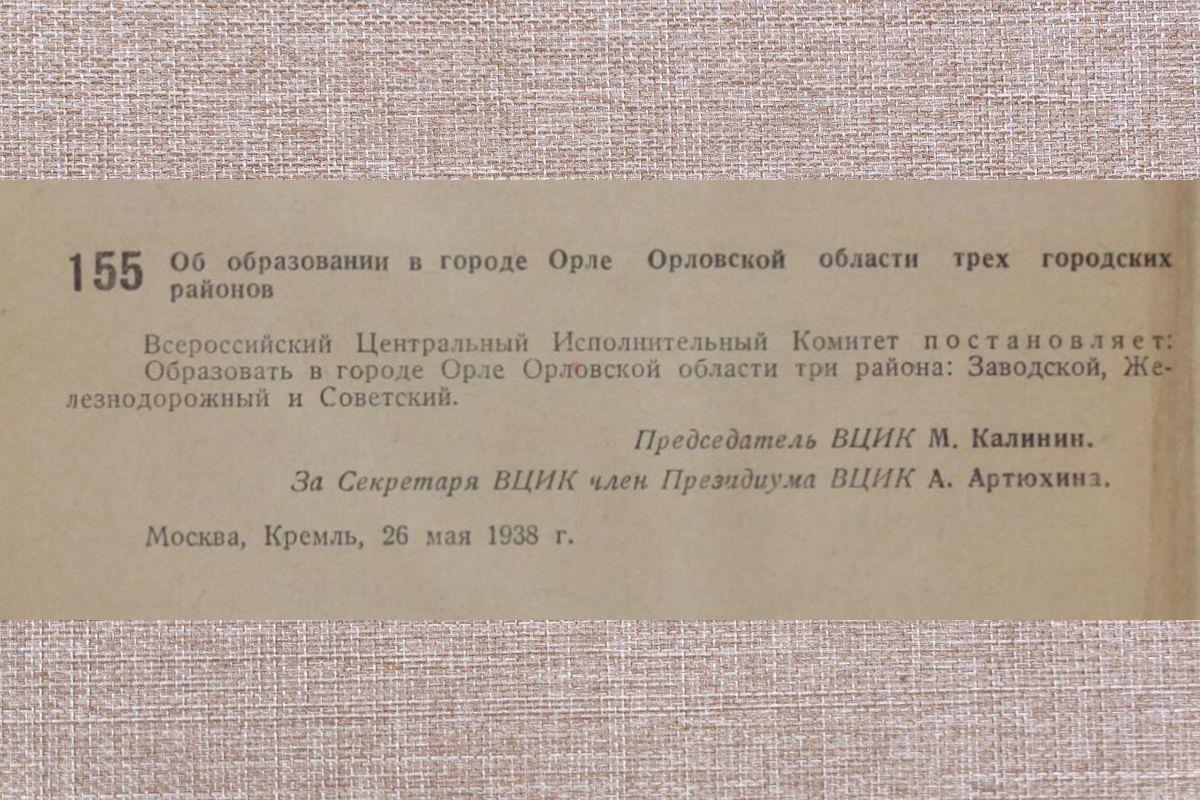 155 Об образовании в городе Орле Орловской области трех городских
районов
Всероссийский Центральный Исполнительный Комитет постановляет:
Образовать в городе Орле Орловской области три района: Заводской, Же-
лезнодорожный и Советский.
Председатель ВЦИК М. Калинин.
За Секретаря ВЦИК член Президиума ВЦИК А. Артюхина.
Москва, Кремль, 26 мая 1938 г.